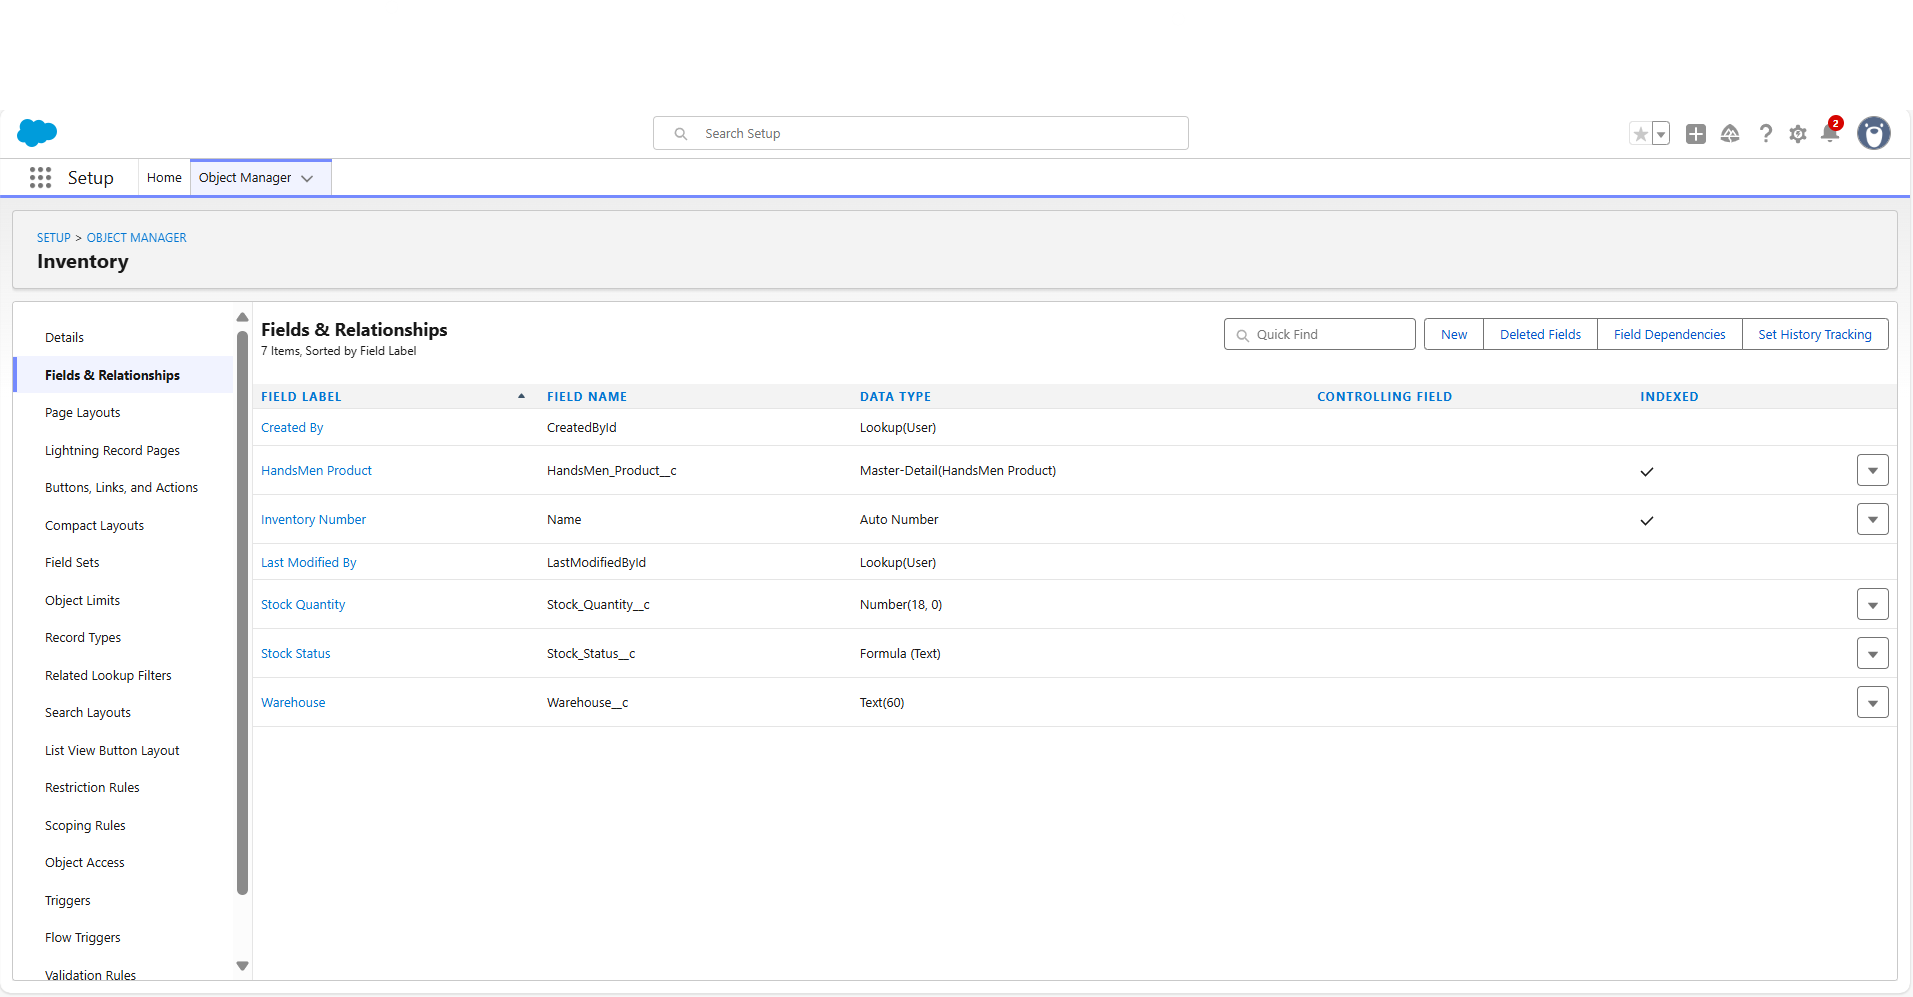 Search Setup
2
Setup
Home
Object Manager
SETUP > OBJECT MANAGER
Inventory
Details
Fields & Relationships
Page Layouts
Lightning Record Pages
Buttons, Links, and Actions
Compact Layouts
Field Sets
Object Limits
Record Types
Related Lookup Filters
Search Layouts
List View Button Layout
Restriction Rules
Scoping Rules
Object Access
Triggers
Flow Triggers
Validation Rules
Fields & Relationships
7 Items, Sorted by Field Label
Quick Find
New
Deleted Fields
Field Dependencies
Set History Tracking
FIELD LABEL FIELD NAME DATA TYPE CONTROLLING FIELD INDEXED
Created By CreatedById Lookup(User)
HandsMen Product HandsMen_Product__c Master-Detail(HandsMen Product)
Inventory Number Name Auto Number
Last Modified By LastModifiedById Lookup(User)
Stock Quantity Stock_Quantity__c Number(18, 0)
Stock Status Stock_Status__c Formula (Text)
Warehouse Warehouse__c Text(60)